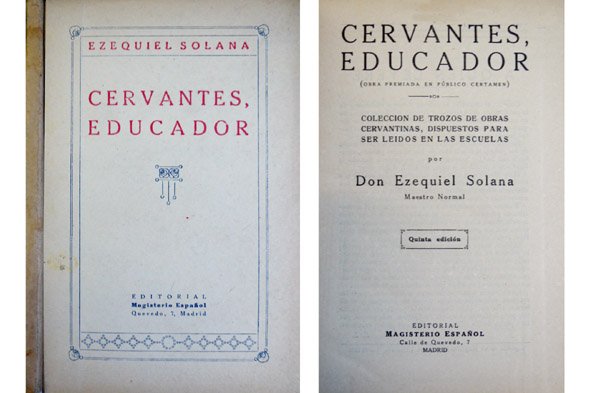 EZEQUIEL SOLANA
CERVANTES,
EDUCADOR
EDITORIAL
Magisterio Español
Quevedo, 7, Madrid
CERVANTES,
EDUCADOR
(OBRA PREMIADA EN PÚBLICO CERTAMEN)
COLECCION DE TROZOS DE OBRAS
CERVANTINAS, DISPUESTOS PARA
SER LEIDOS EN LAS ESCUELAS
por
Don Ezequiel Solana
Maestro Normal
Quinta edición
EDITORIAL
MAGISTERIO ESPAÑOL
Calle de Quevedo, 7
MADRID